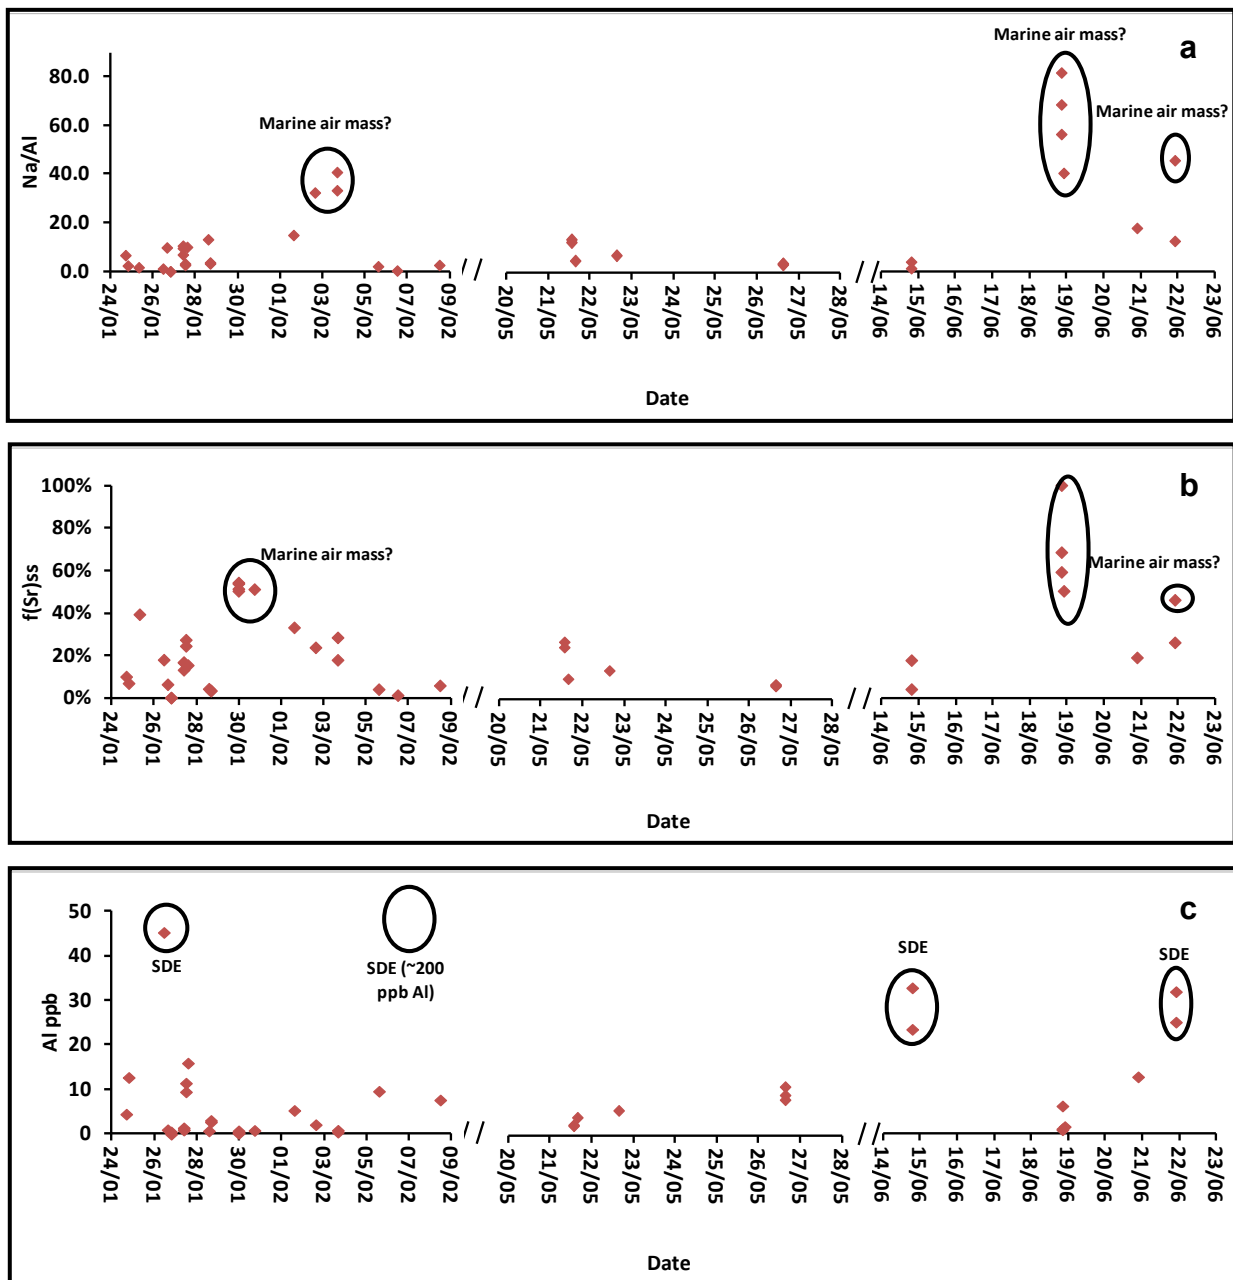 a
Marine air mass?
Marine air mass?
Marine air mass?
Na/Al
80.0
60.0
40.0
20.0
0.0
24/01 26/01 28/01 30/01 01/02 03/02 05/02 07/02 09/02 // 20/05 21/05 22/05 23/05 24/05 25/05 26/05 27/05 28/05 // 14/06 15/06 16/06 17/06 18/06 19/06 20/06 21/06 22/06 23/06
Date
b
Marine air mass?
Marine air mass?
f(Sr)ss
100%
80%
60%
40%
20%
0%
24/01 26/01 28/01 30/01 01/02 03/02 05/02 07/02 09/02 // 20/05 21/05 22/05 23/05 24/05 25/05 26/05 27/05 28/05 // 14/06 15/06 16/06 17/06 18/06 19/06 20/06 21/06 22/06 23/06
Date
c
SDE
SDE (~200
ppb Al)
SDE
SDE
Al ppb
50
40
30
20
10
0
24/01 26/01 28/01 30/01 01/02 03/02 05/02 07/02 09/02 // 20/05 21/05 22/05 23/05 24/05 25/05 26/05 27/05 28/05 // 14/06 15/06 16/06 17/06 18/06 19/06 20/06 21/06 22/06 23/06
Date